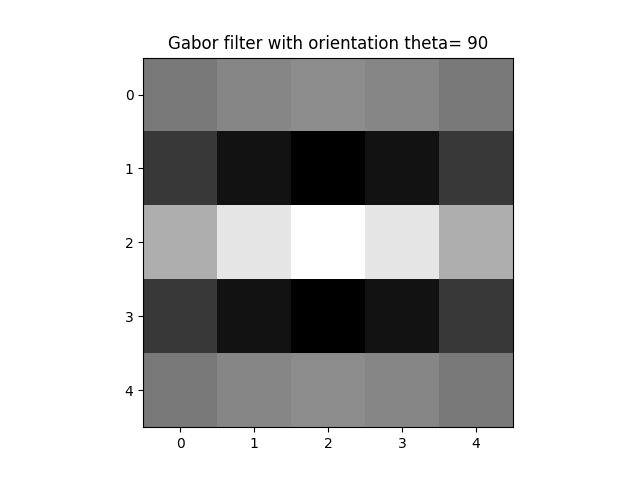 Gabor filter with orientation theta= 90
0
1
2
3
4
0 1 2 3 4